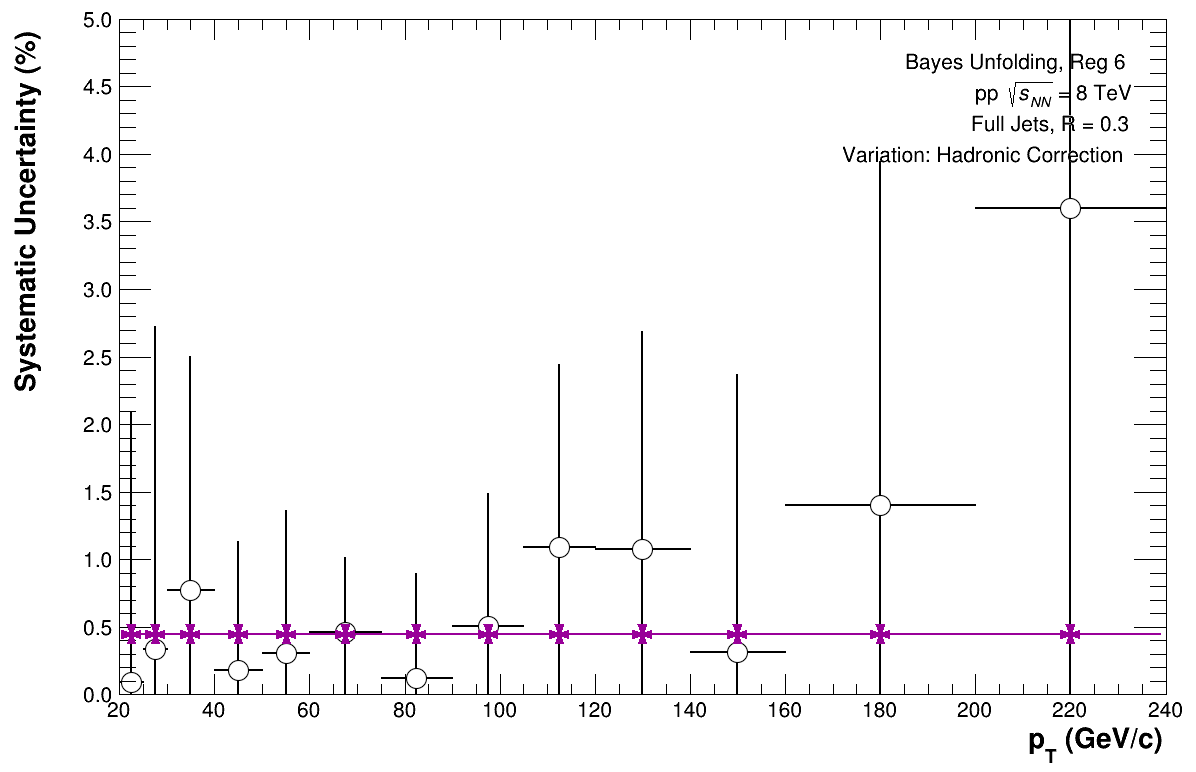 Systematic Uncertainty (%)
5.0
4.5
4.0
3.5
3.0
2.5
2.0
1.5
1.0
0.5
0.0
Bayes Unfolding, Reg 6
pp √s_NN = 8 TeV
Full Jets, R = 0.3
Variation: Hadronic Correction
20 40 60 80 100 120 140 160 180 200 220 240
p_T (GeV/c)